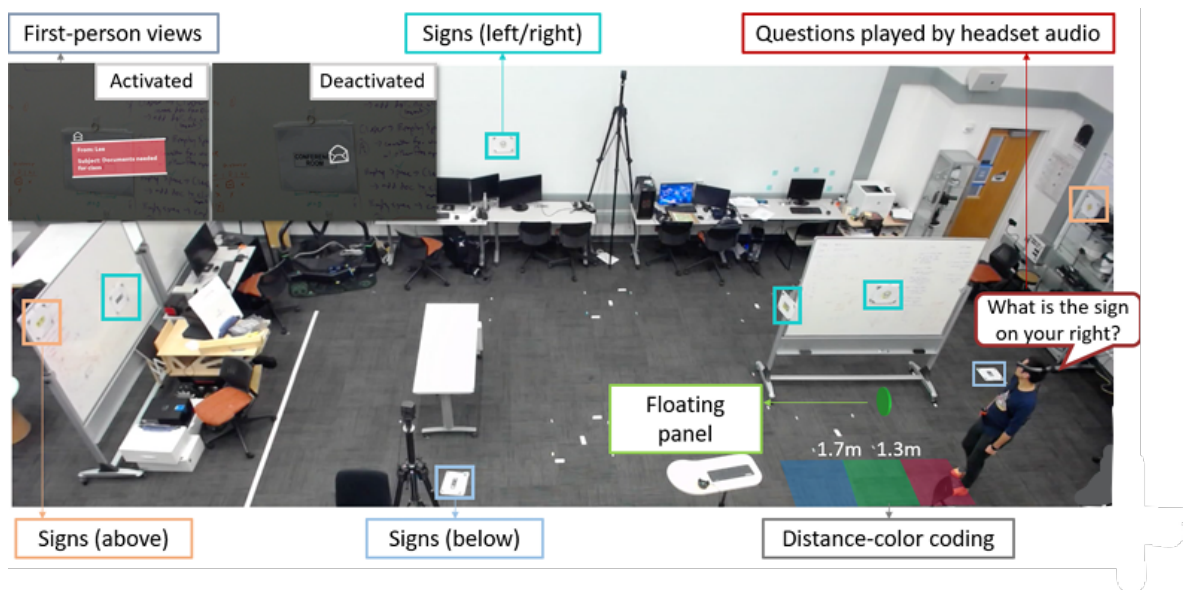 First-person views
Signs (left/right)
Questions played by headset audio
Activated
Deactivated
From: Lee
Subject: Documents needed
for class
CONFERENCE
ROOM
What is the sign
on your right?
Floating
panel
1.7m
1.3m
Signs (above)
Signs (below)
Distance-color coding